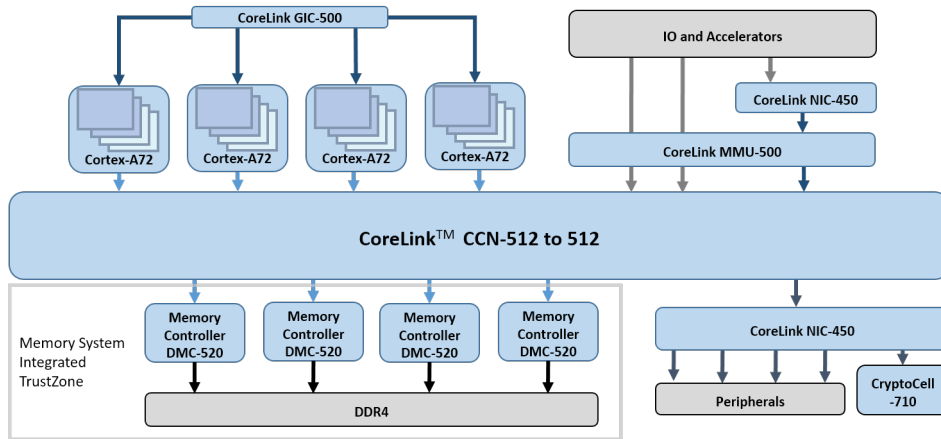 CoreLink GIC-500
IO and Accelerators
CoreLink NIC-450
Cortex-A72
Cortex-A72
Cortex-A72
Cortex-A72
CoreLink MMU-500
CoreLink™ CCN-512 to 512
Memory System
Integrated
TrustZone
Memory
Controller
DMC-520
Memory
Controller
DMC-520
Memory
Controller
DMC-520
Memory
Controller
DMC-520
DDR4
CoreLink NIC-450
Peripherals
CryptoCell
-710